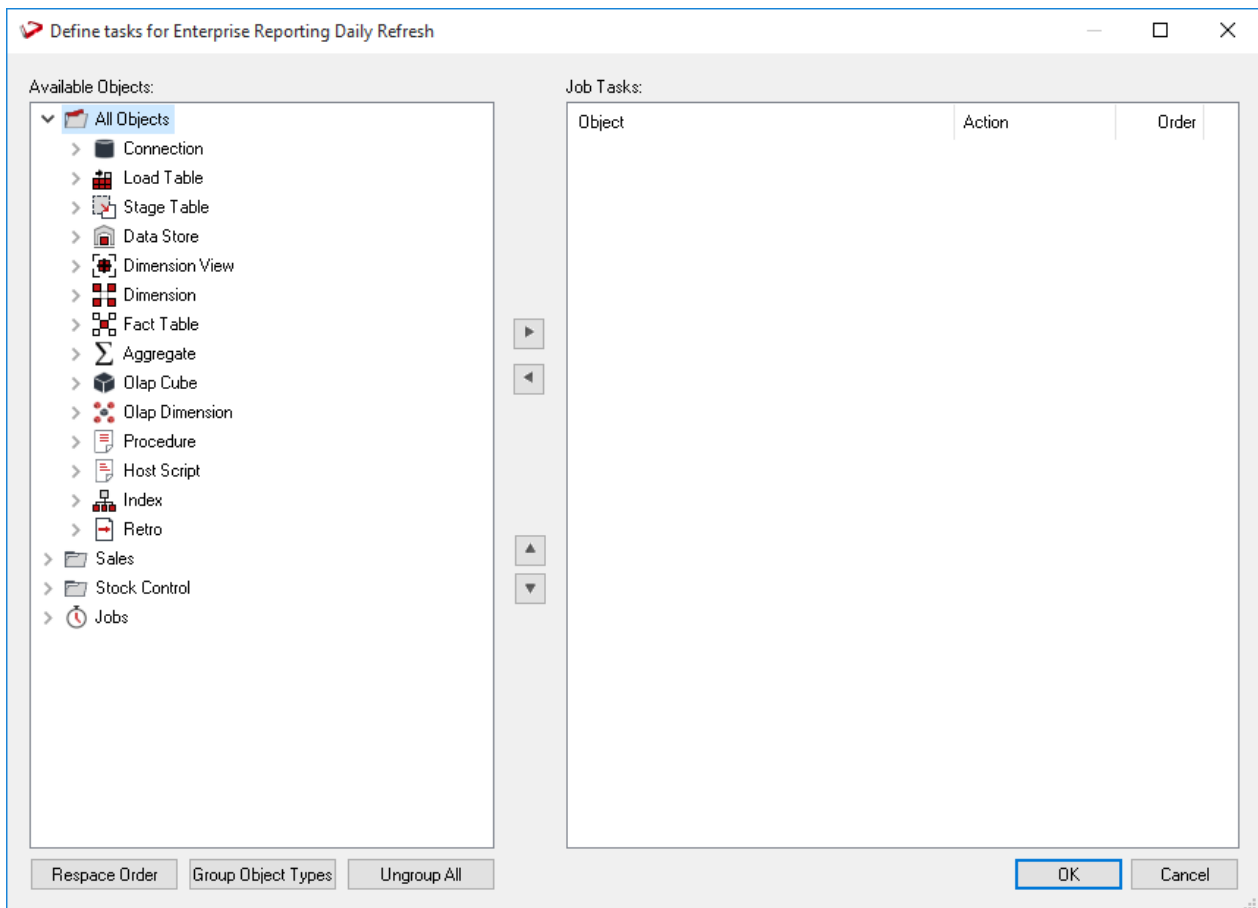 Define tasks for Enterprise Reporting Daily Refresh
Available Objects:
All Objects
Connection
Load Table
Stage Table
Data Store
Dimension View
Dimension
Fact Table
Aggregate
Olap Cube
Olap Dimension
Procedure
Host Script
Index
Retro
Sales
Stock Control
Jobs
Job Tasks:
Object Action Order
Respace Order Group Object Types Ungroup All OK Cancel